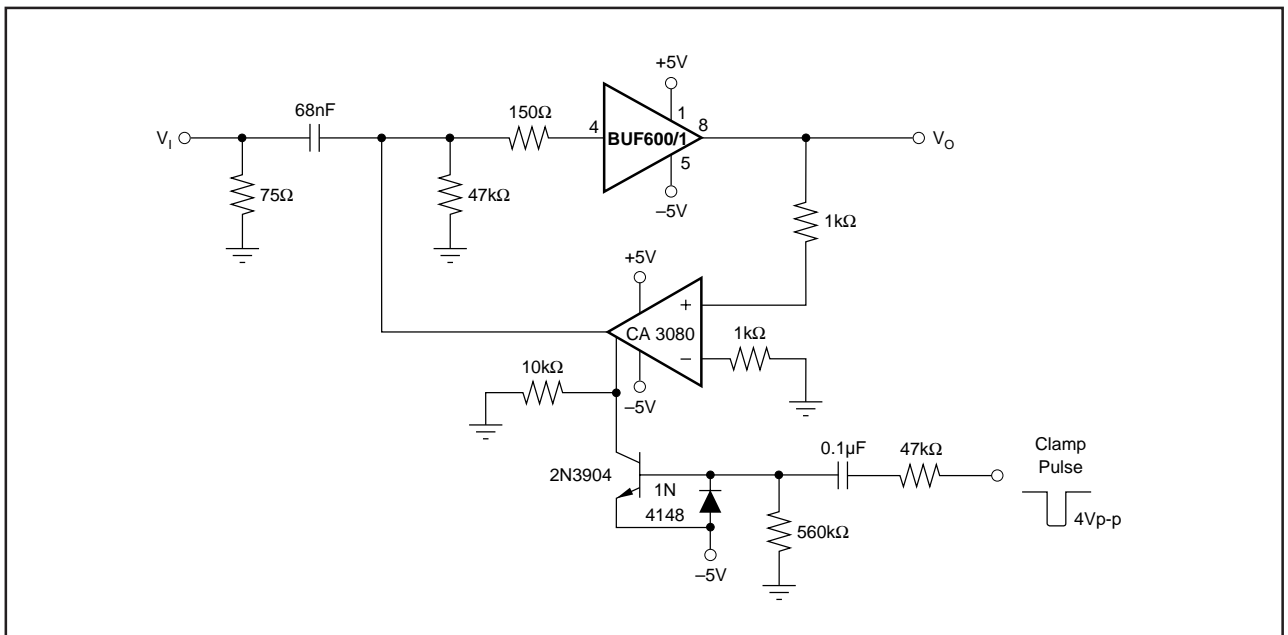 +5V
68nF
150Ω
1
4
8
BUF600/1
V_I
V_O
5
75Ω
47kΩ
–5V
1kΩ
+5V
+
CA 3080
1kΩ
–
10kΩ
–5V
0.1µF
47kΩ
Clamp
Pulse
2N3904
1N
4148
560kΩ
4Vp-p
–5V